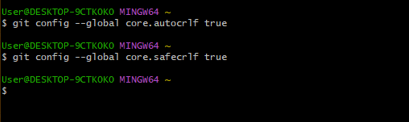 User@DESKTOP-9CTKOKO MINGW64 ~
$ git config --global core.autocrlf true
User@DESKTOP-9CTKOKO MINGW64 ~
$ git config --global core.safecrlf true
User@DESKTOP-9CTKOKO MINGW64 ~
$